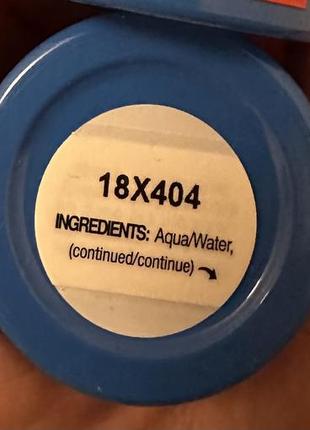 18X404
INGREDIENTS: Aqua/Water,
(continued/continue)